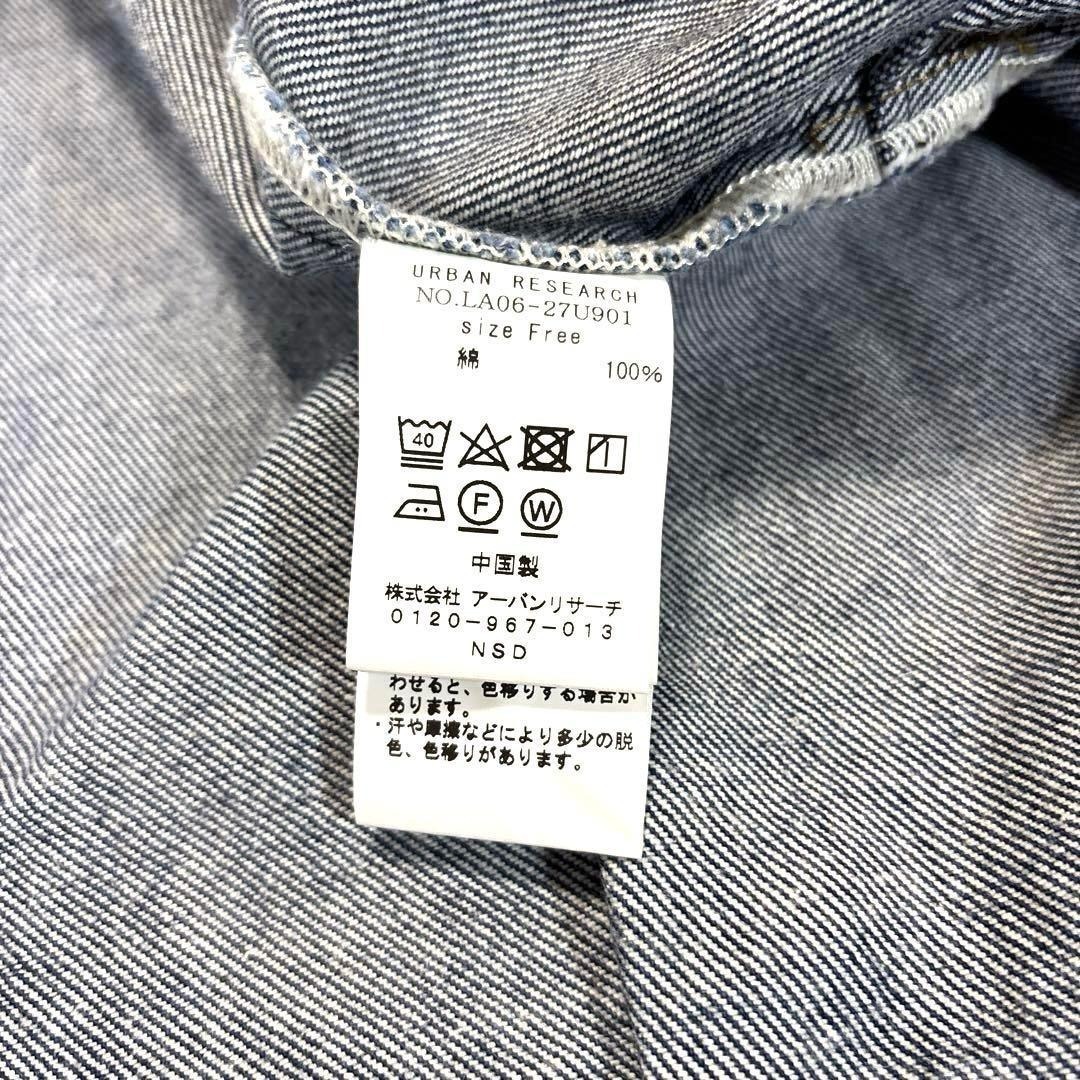 URBAN RESEARCH
NO.LA06-27U901
size Free
綿 100%
40
F W
中国製
株式会社 アーバンリサーチ
0120-967-013
NSD
わせると、色移りする場合が
あります。
・汗や摩擦などにより多少の脱
色、色移りがあります。